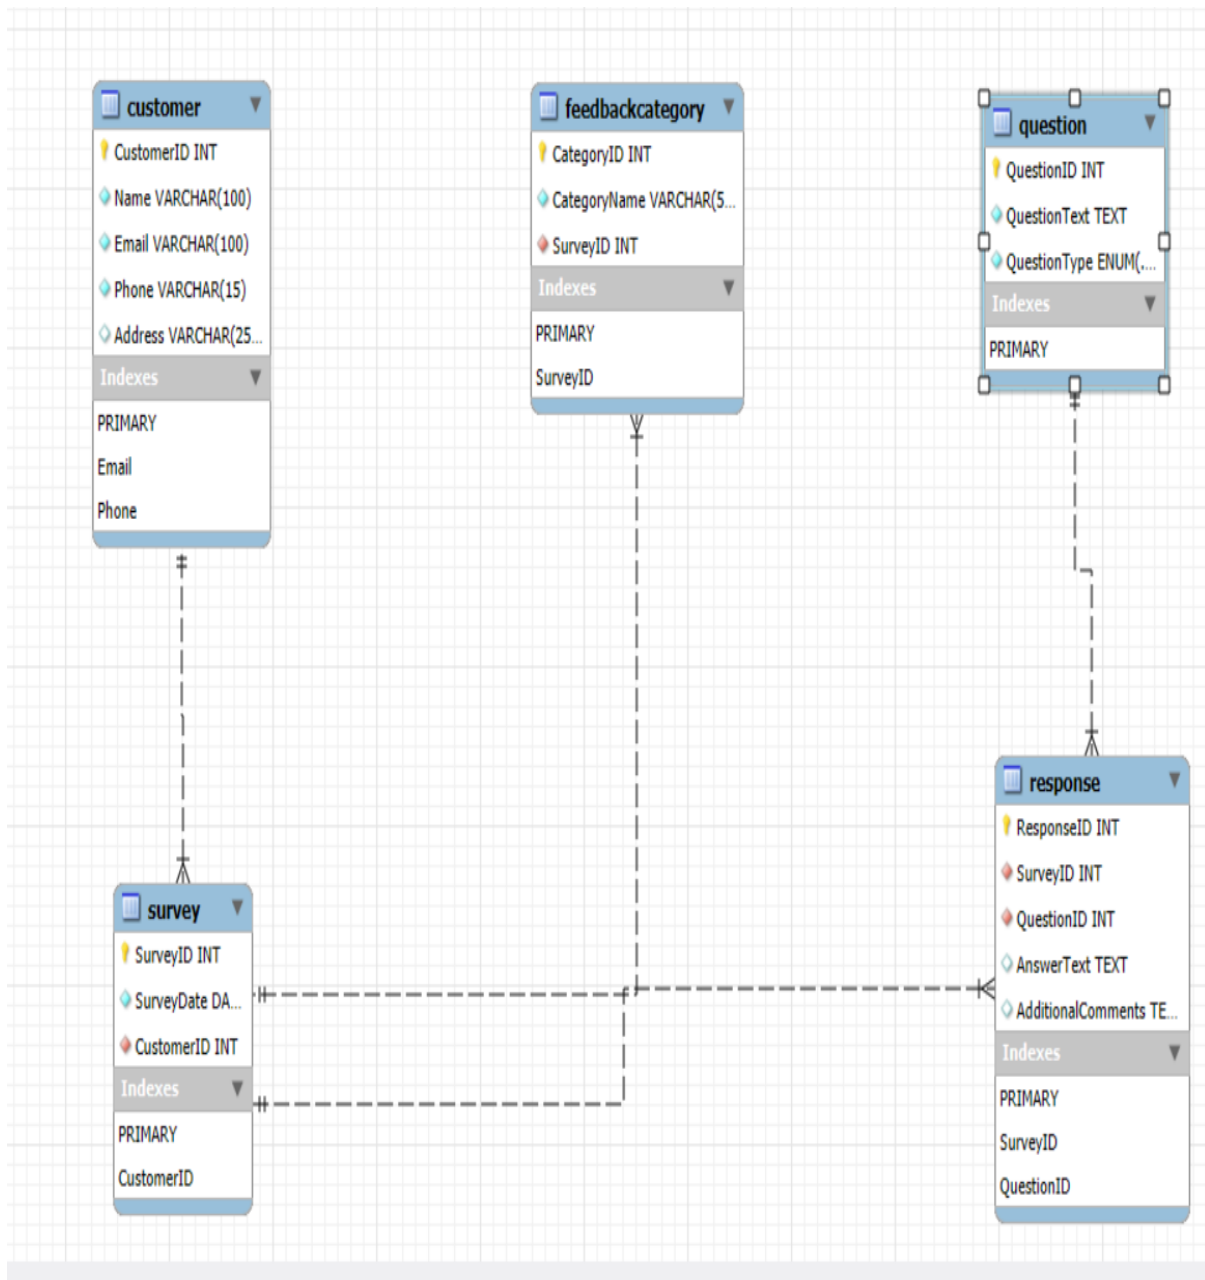 customer
CustomerID INT
Name VARCHAR(100)
Email VARCHAR(100)
Phone VARCHAR(15)
Address VARCHAR(25...
Indexes
PRIMARY
Email
Phone
feedbackcategory
CategoryID INT
CategoryName VARCHAR(5...
SurveyID INT
Indexes
PRIMARY
SurveyID
question
QuestionID INT
QuestionText TEXT
QuestionType ENUM(....
Indexes
PRIMARY
survey
SurveyID INT
SurveyDate DA...
CustomerID INT
Indexes
PRIMARY
CustomerID
response
ResponseID INT
SurveyID INT
QuestionID INT
AnswerText TEXT
AdditionalComments TE...
Indexes
PRIMARY
SurveyID
QuestionID